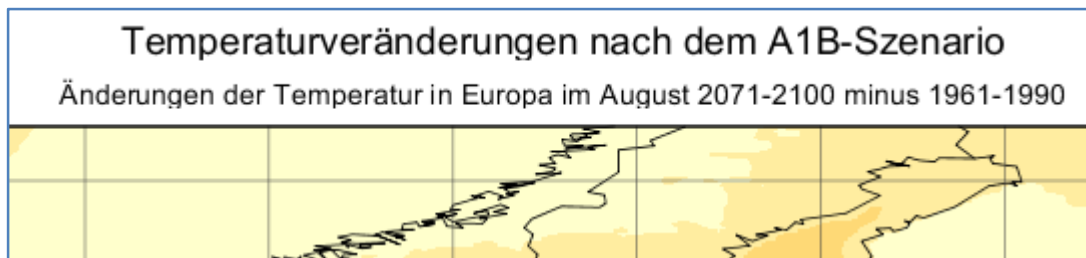 Temperaturveränderungen nach dem A1B-Szenario
Änderungen der Temperatur in Europa im August 2071-2100 minus 1961-1990